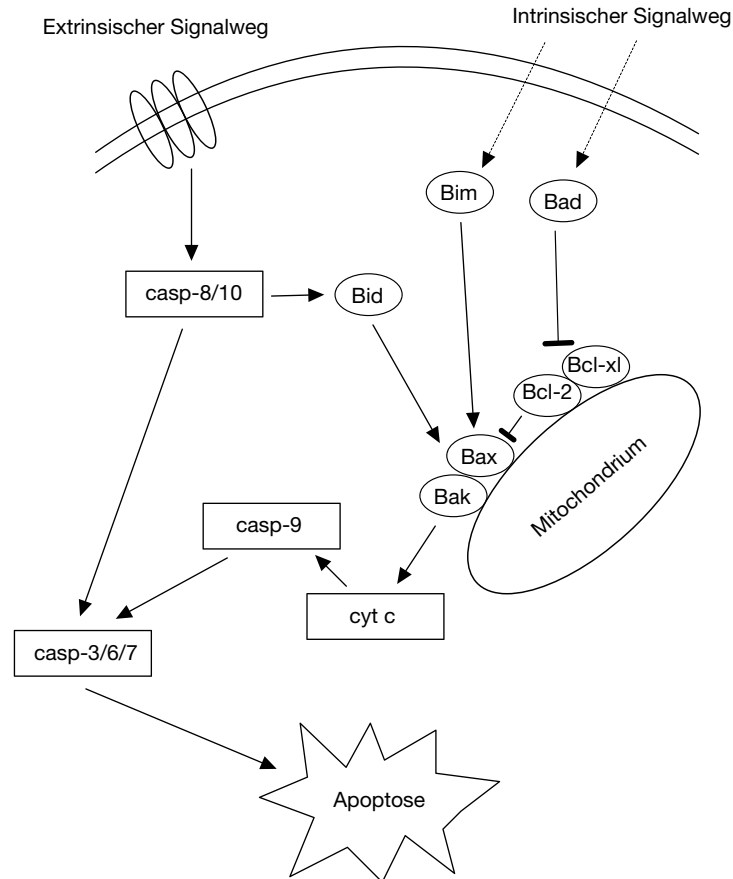 Extrinsischer Signalweg
Intrinsischer Signalweg
Bim
Bad
casp-8/10
Bid
Bcl-xl
Bcl-2
Bax
Bak
Mitochondrium
casp-9
cyt c
casp-3/6/7
Apoptose